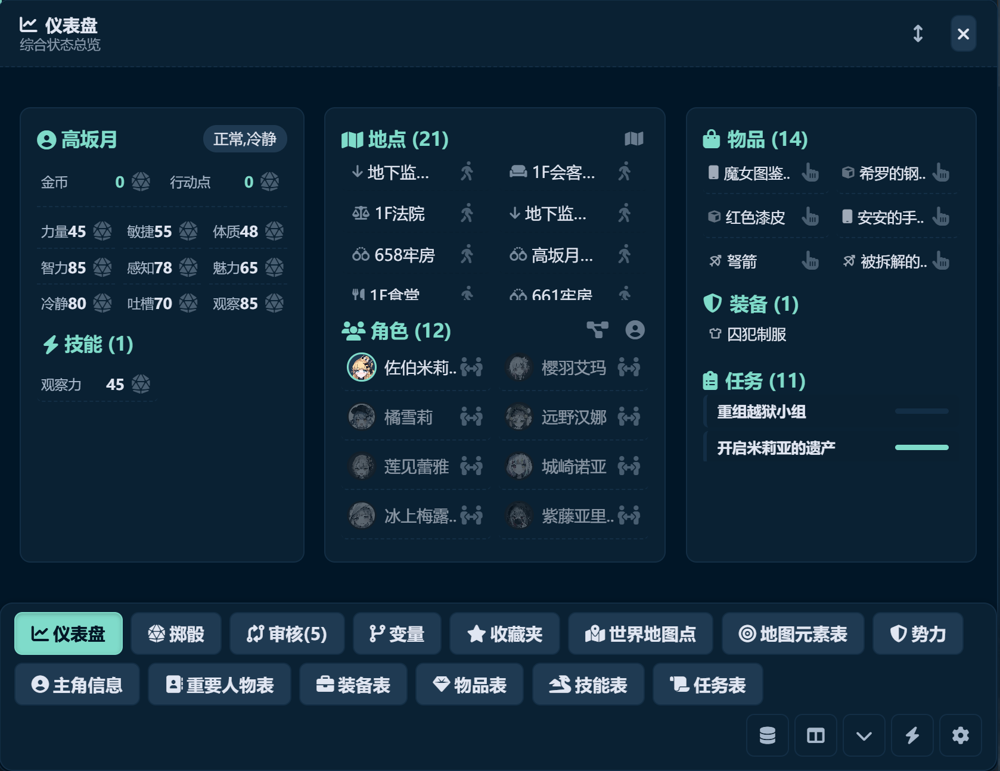 仪表盘
综合状态总览
高坂月
正常,冷静
金币 0 行动点 0
力量45 敏捷55 体质48
智力85 感知78 魅力65
冷静80 吐槽70 观察85
技能 (1)
观察力 45
地点 (21)
地下监... 1F会客...
1F法院 地下监...
658牢房 高坂月...
1F食堂 661牢房
角色 (12)
佐伯米莉.. 樱羽艾玛
橘雪莉 远野汉娜
莲见蕾雅 城崎诺亚
冰上梅露.. 紫藤亚里..
物品 (14)
魔女图鉴.. 希罗的钢..
红色漆皮 安安的手..
弩箭 被拆解的..
装备 (1)
囚犯制服
任务 (11)
重组越狱小组
开启米莉亚的遗产
仪表盘 掷骰 审核(5) 变量 收藏夹 世界地图点 地图元素表 势力
主角信息 重要人物表 装备表 物品表 技能表 任务表